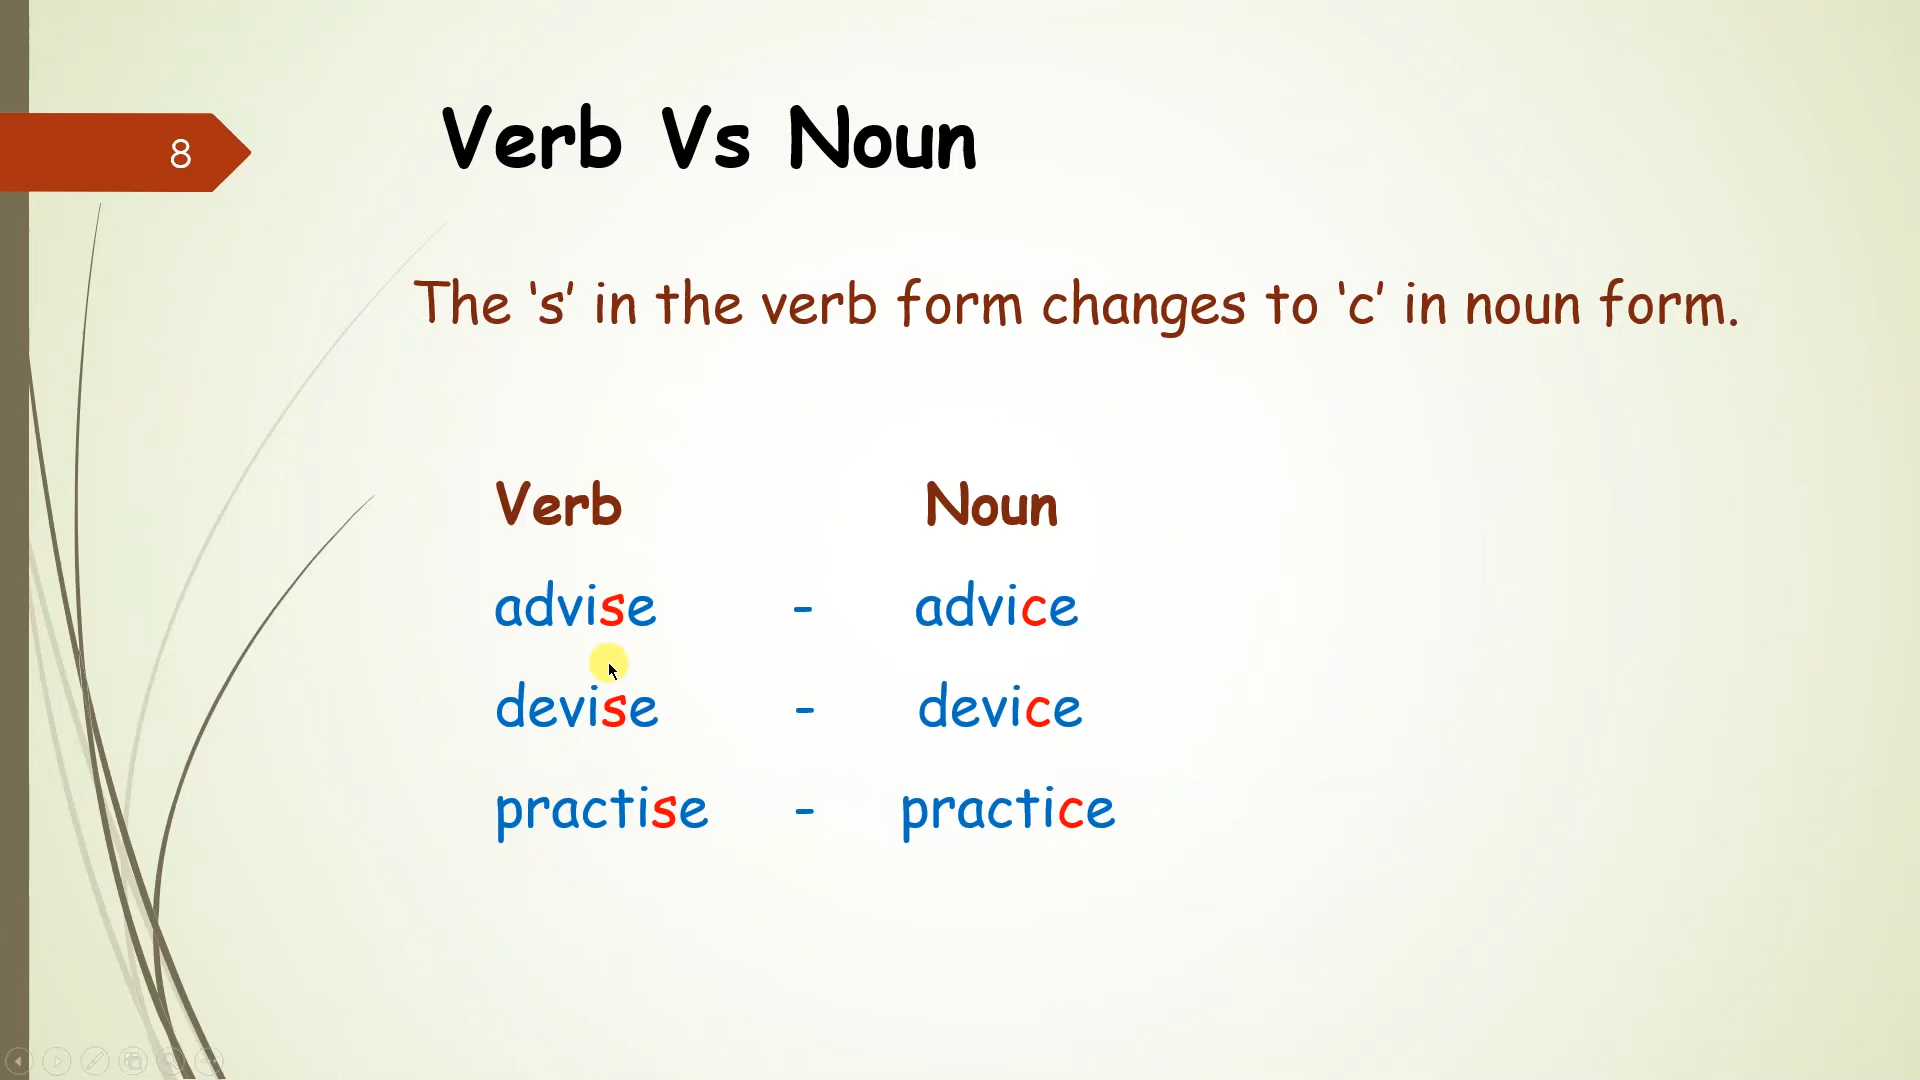 8
Verb Vs Noun
The ‘s’ in the verb form changes to ‘c’ in noun form.
Verb Noun
advise - advice
devise - device
practise - practice